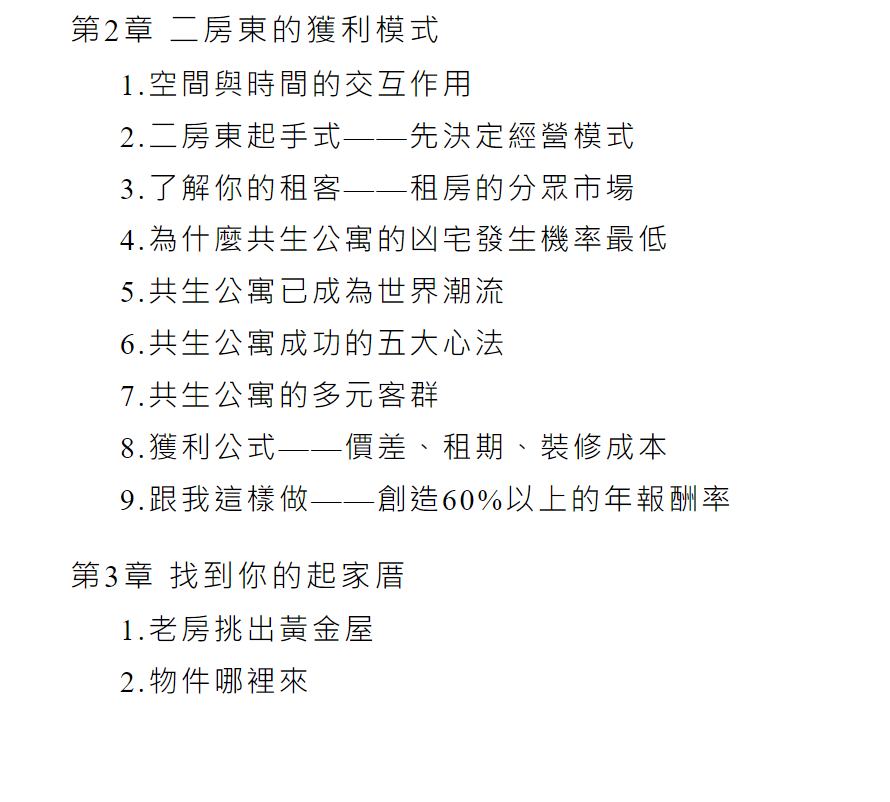 第2章 二房東的獲利模式
1.空間與時間的交互作用
2.二房東起手式——先決定經營模式
3.了解你的租客——租房的分眾市場
4.為什麼共生公寓的凶宅發生機率最低
5.共生公寓已成為世界潮流
6.共生公寓成功的五大心法
7.共生公寓的多元客群
8.獲利公式——價差、租期、裝修成本
9.跟我這樣做——創造60%以上的年報酬率
第3章 找到你的起家厝
1.老房挑出黃金屋
2.物件哪裡來